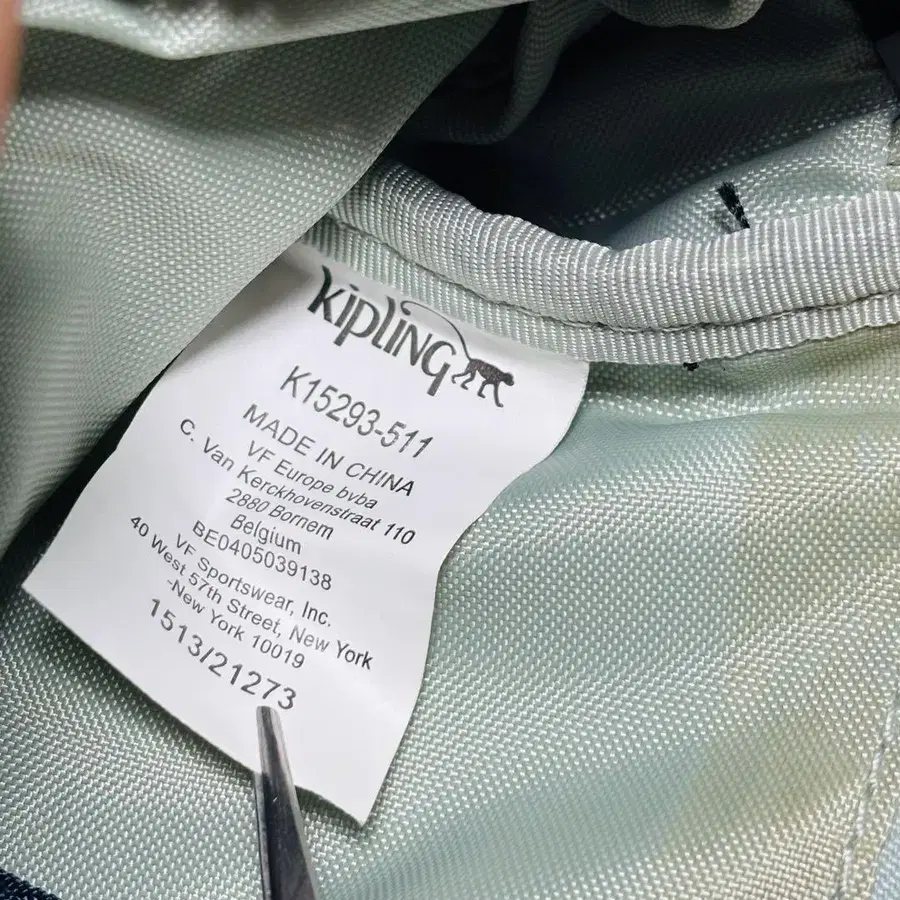 kipling
K15293-511
MADE IN CHINA
VF Europe bvba
C. Van Kerckhovenstraat 110
2880 Bornem
Belgium
BE0405039138
VF Sportswear, Inc.
40 West 57th Street, New York
-New York 10019
1513/21273